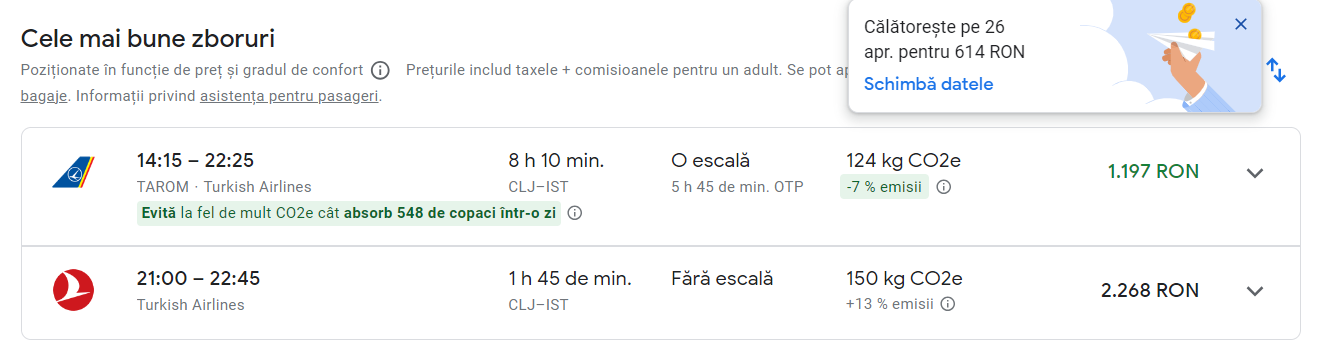 Cele mai bune zboruri
Poziționate în funcție de preț și gradul de confort Prețurile includ taxele + comisioanele pentru un adult. Se pot
bagaje. Informații privind asistența pentru pasageri.
Călătorește pe 26
apr. pentru 614 RON
Schimbă datele
14:15 – 22:25 8 h 10 min. O escală 124 kg CO2e 1.197 RON
TAROM · Turkish Airlines CLJ–IST 5 h 45 de min. OTP -7 % emisii
Evită la fel de mult CO2e cât absorb 548 de copaci într-o zi
21:00 – 22:45 1 h 45 de min. Fără escală 150 kg CO2e 2.268 RON
Turkish Airlines CLJ–IST +13 % emisii